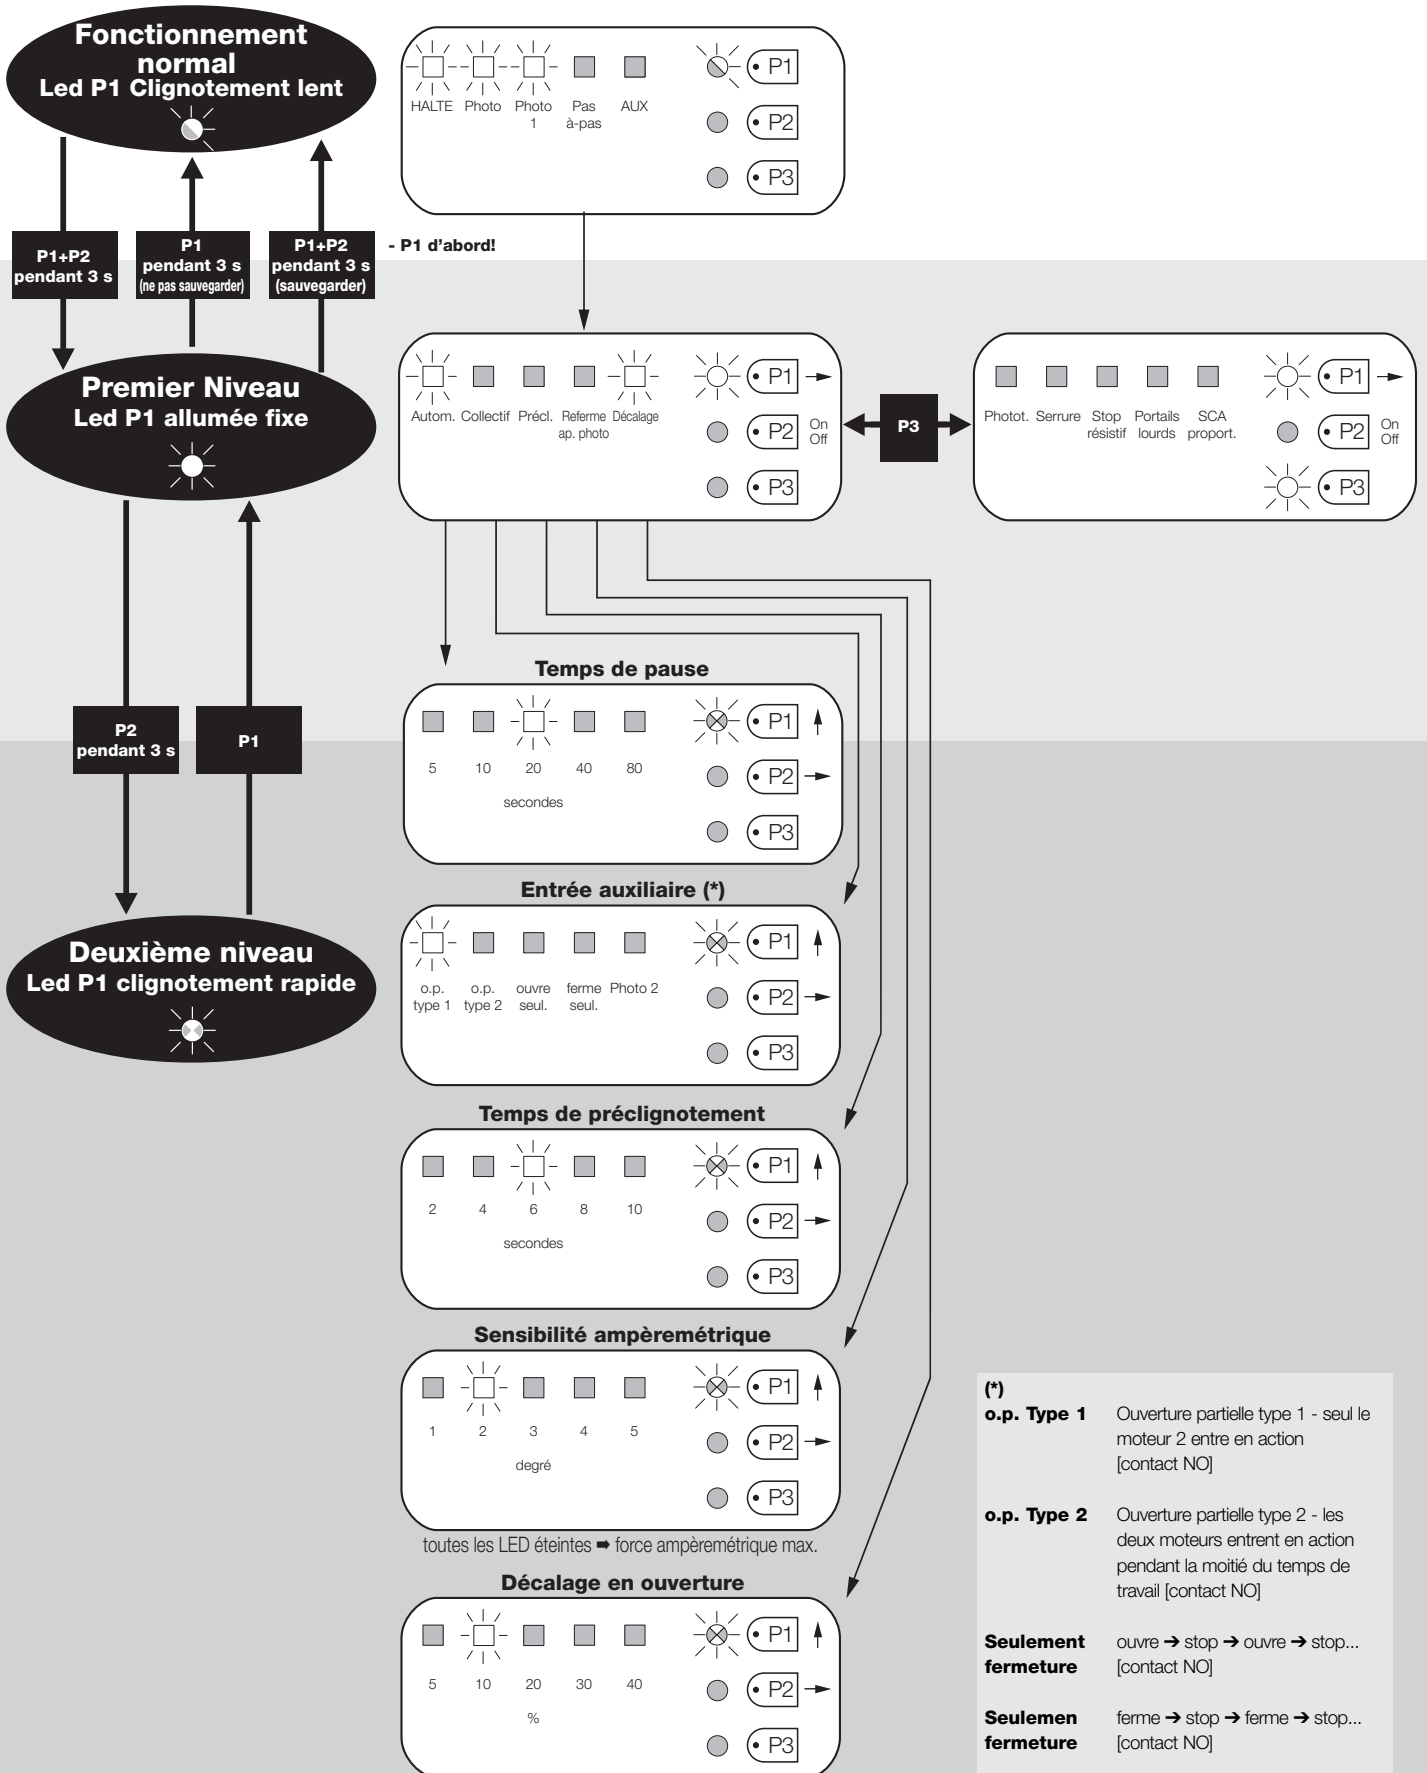 Fonctionnement
normal
Led P1 Clignotement lent
HALTE Photo Photo Pas AUX
1 à-pas
P1
P2
P3
P1+P2
pendant 3 s
P1
pendant 3 s
(ne pas sauvegarder)
P1+P2
pendant 3 s
(sauvegarder)
- P1 d'abord!
Premier Niveau
Led P1 allumée fixe
Autom. Collectif Précl. Referme Décalage
ap. photo
P1
P2 On
Off
P3
P3
Photot. Serrure Stop Portails SCA
résistif lourds proport.
P1
P2 On
Off
P3
P2
pendant 3 s
P1
Temps de pause
5 10 20 40 80
secondes
P1
P2
P3
Deuxième niveau
Led P1 clignotement rapide
Entrée auxiliaire (*)
o.p. o.p. ouvre ferme Photo 2
type 1 type 2 seul. seul.
P1
P2
P3
Temps de préclignotement
2 4 6 8 10
secondes
P1
P2
P3
Sensibilité ampèremétrique
1 2 3 4 5
degré
P1
P2
P3
toutes les LED éteintes ➡ force ampèremétrique max.
Décalage en ouverture
5 10 20 30 40
%
P1
P2
P3
(*)
o.p. Type 1 Ouverture partielle type 1 - seul le
moteur 2 entre en action
[contact NO]
o.p. Type 2 Ouverture partielle type 2 - les
deux moteurs entrent en action
pendant la moitié du temps de
travail [contact NO]
Seulement ouvre ➔ stop ➔ ouvre ➔ stop...
fermeture [contact NO]
Seulemen ferme ➔ stop ➔ ferme ➔ stop...
fermeture [contact NO]